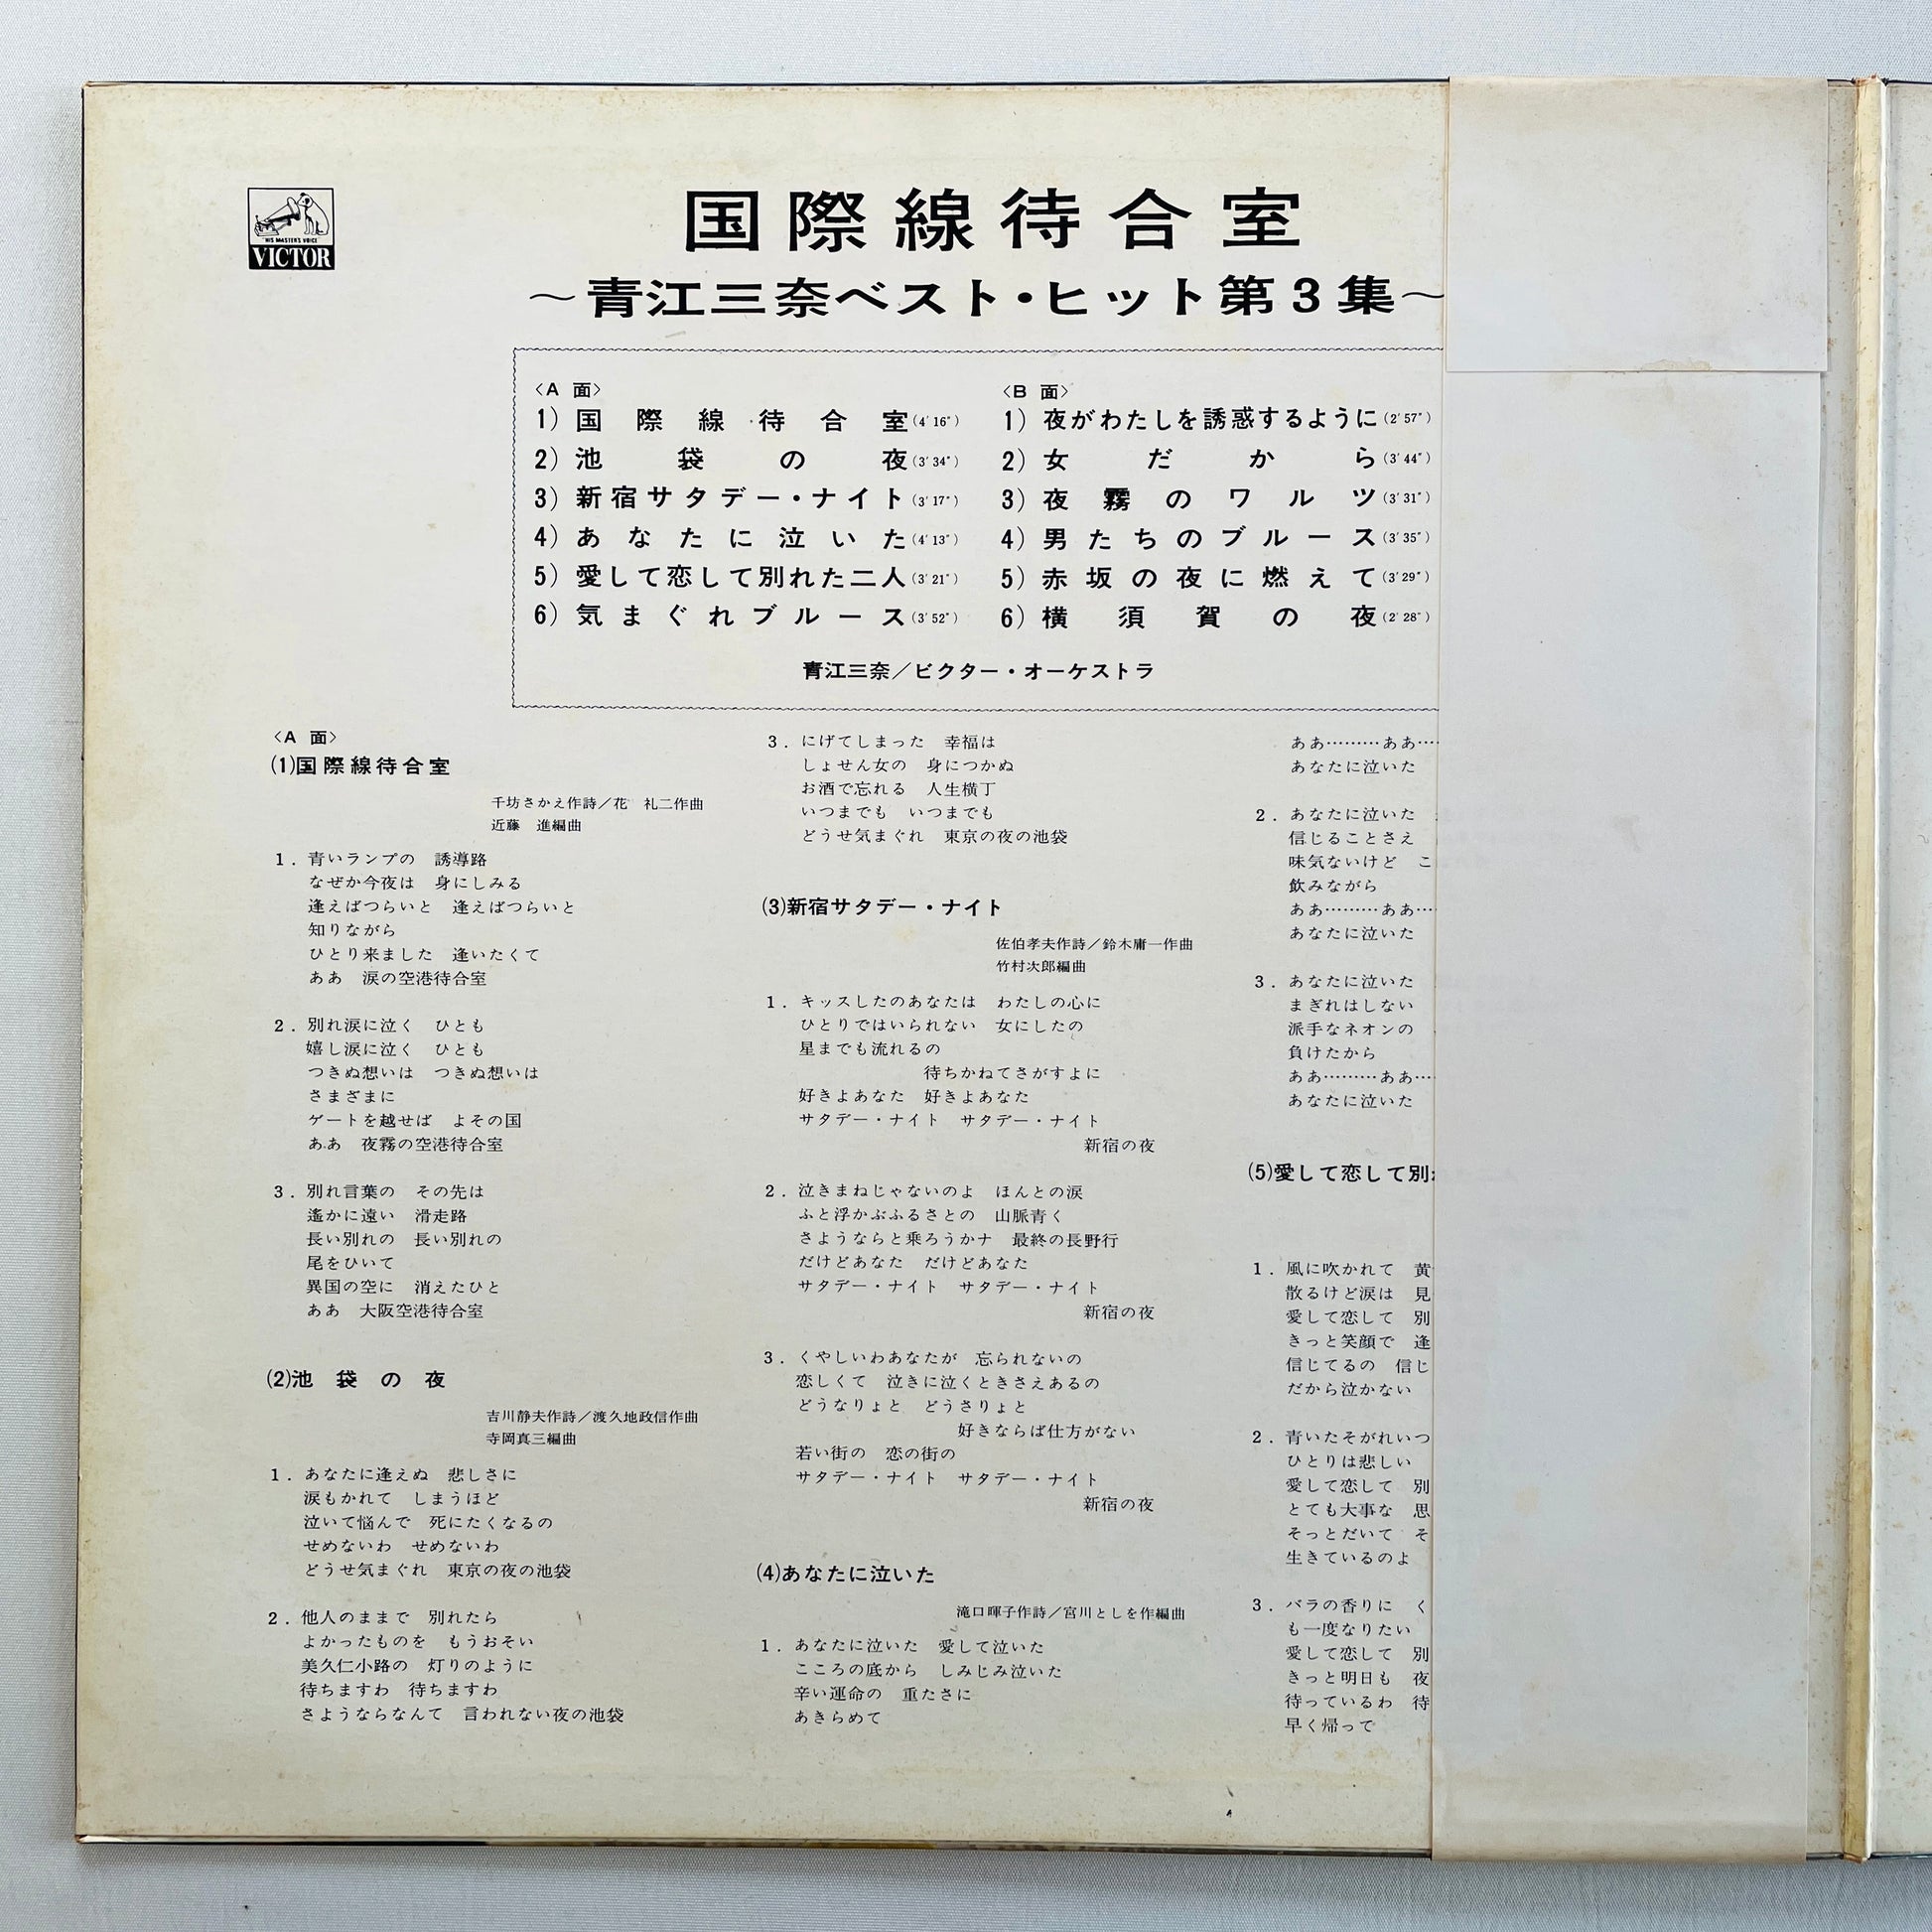 "HIS MASTER'S VOICE"
VICTOR
国際線待合室
～青江三奈ベスト・ヒット第3集～
〈A 面〉
1) 国際線待合室 (4′16″)
2) 池袋の夜 (3′34″)
3) 新宿サタデー・ナイト (3′17″)
4) あなたに泣いた (4′13″)
5) 愛して恋して別れた二人 (3′21″)
6) 気まぐれブルース (3′52″)
〈B 面〉
1) 夜がわたしを誘惑するように (2′57″)
2) 女だから (3′44″)
3) 夜霧のワルツ (3′31″)
4) 男たちのブルース (3′35″)
5) 赤坂の夜に燃えて (3′29″)
6) 横須賀の夜 (2′28″)
青江三奈／ビクター・オーケストラ
〈A 面〉
(1)国際線待合室
千坊さかえ作詩／花 礼二作曲
近藤 進編曲
1. 青いランプの 誘導路
なぜか今夜は 身にしみる
逢えばつらいと 逢えばつらいと
知りながら
ひとり来ました 逢いたくて
ああ 涙の空港待合室
2. 別れ涙に泣く ひとも
嬉し涙に泣く ひとも
つきぬ想いは つきぬ想いは
さまざまに
ゲートを越せば よその国
ああ 夜霧の空港待合室
3. 別れ言葉の その先は
遙かに遠い 滑走路
長い別れの 長い別れの
尾をひいて
異国の空に 消えたひと
ああ 大阪空港待合室
(2)池袋の夜
吉川静夫作詩／渡久地政信作曲
寺岡真三編曲
1. あなたに逢えぬ 悲しさに
涙もかれて しまうほど
泣いて悩んで 死にたくなるの
せめないわ せめないわ
どうせ気まぐれ 東京の夜の池袋
2. 他人のままで 別れたら
よかったものを もうおそい
美久仁小路の 灯りのように
待ちますわ 待ちますわ
さようならなんて 言われない夜の池袋
3. にげてしまった 幸福は
しょせん女の 身につかぬ
お酒で忘れる 人生横丁
いつまでも いつまでも
どうせ気まぐれ 東京の夜の池袋
(3)新宿サタデー・ナイト
佐伯孝夫作詩／鈴木庸一作曲
竹村次郎編曲
1. キッスしたのあなたは わたしの心に
ひとりではいられない 女にしたの
星までも流れるの
待ちかねてさがすよに
好きよあなた 好きよあなた
サタデー・ナイト サタデー・ナイト
新宿の夜
2. 泣きまねじゃないのよ ほんとの涙
ふと浮かぶふるさとの 山脈青く
さようならと乗ろうかナ 最終の長野行
だけどあなた だけどあなた
サタデー・ナイト サタデー・ナイト
新宿の夜
3. くやしいわあなたが 忘られないの
恋しくて 泣きに泣くときさえあるの
どうなりょと どうさりょと
好きならば仕方がない
若い街の 恋の街の
サタデー・ナイト サタデー・ナイト
新宿の夜
(4)あなたに泣いた
滝口暉子作詩／宮川としを作編曲
1. あなたに泣いた 愛して泣いた
こころの底から しみじみ泣いた
辛い運命の 重たさに
あきらめて
ああ………ああ…
あなたに泣いた
2. あなたに泣いた
信じることさえ
味気ないけど こ
飲みながら
ああ………ああ…
あなたに泣いた
3. あなたに泣いた
まぎれはしない
派手なネオンの
負けたから
ああ………ああ…
あなたに泣いた
(5)愛して恋して別
1. 風に吹かれて 黄
散るけど涙は 見
愛して恋して 別
きっと笑顔で 逢
信じてるの 信じ
だから泣かない
2. 青いたそがれいつ
ひとりは悲しい
愛して恋して 別
とても大事な 思
そっとだいて そ
生きているのよ
3. バラの香りに く
も一度なりたい
愛して恋して 別
きっと明日も 夜
待っているわ 待
早く帰って